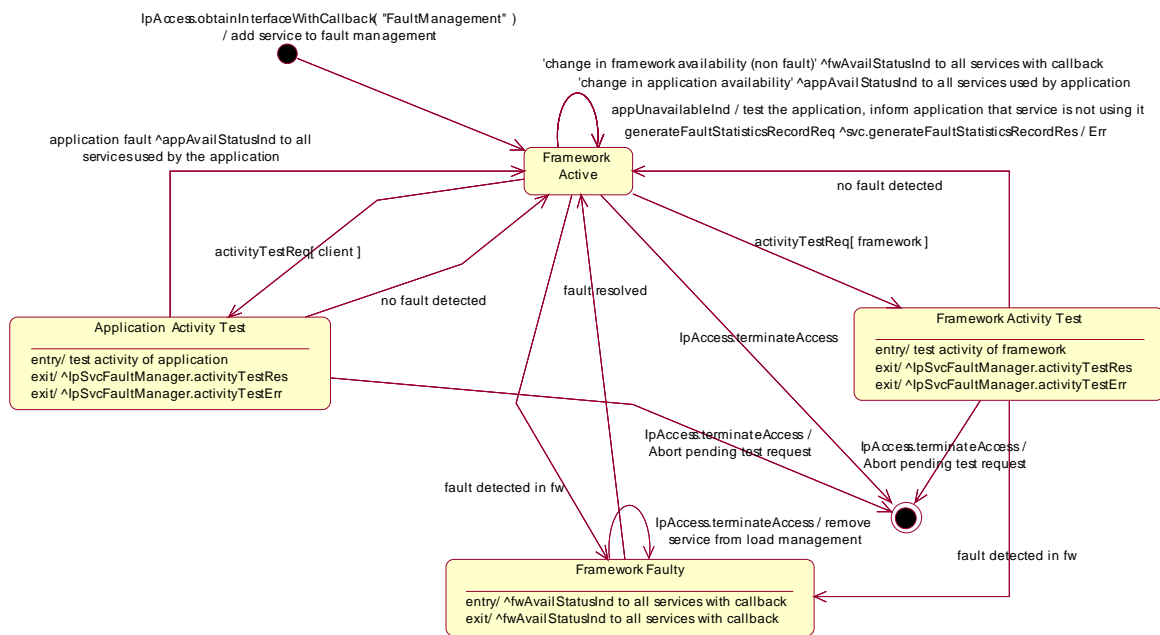 IpAccess.obtainInterfaceWithCallback( "FaultManagement" )
/ add service to fault management
'change in framework availability (non fault)' ^fwAvailStatusInd to all services with callback
'change in application availability' ^appAvailStatusInd to all services used by application
appUnavailableInd / test the application, inform application that service is not using it
generateFaultStatisticsRecordReq ^svc.generateFaultStatisticsRecordRes / Err
application fault ^appAvailStatusInd to all
services used by the application
Framework
Active
no fault detected
activityTestReq[ client ]
activityTestReq[ framework ]
no fault detected
fault resolved
IpAccess.terminateAccess
Application Activity Test
entry/ test activity of application
exit/ ^IpSvcFaultManager.activityTestRes
exit/ ^IpSvcFaultManager.activityTestErr
Framework Activity Test
entry/ test activity of framework
exit/ ^IpSvcFaultManager.activityTestRes
exit/ ^IpSvcFaultManager.activityTestErr
IpAccess.terminateAccess /
Abort pending test request
IpAccess.terminateAccess /
Abort pending test request
fault detected in fw
IpAccess.terminateAccess / remove
service from load management
fault detected in fw
Framework Faulty
entry/ ^fwAvailStatusInd to all services with callback
exit/ ^fwAvailStatusInd to all services with callback